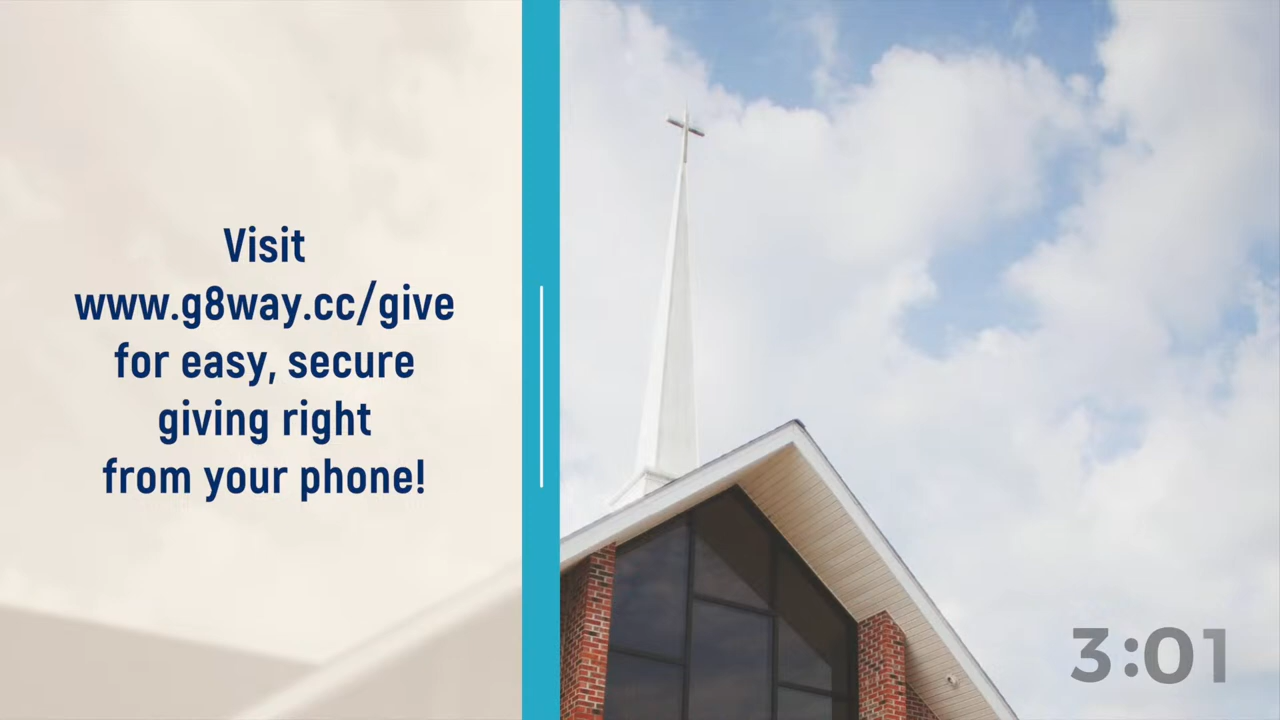 Visit
www.g8way.cc/give
for easy, secure
giving right
from your phone!
3:01